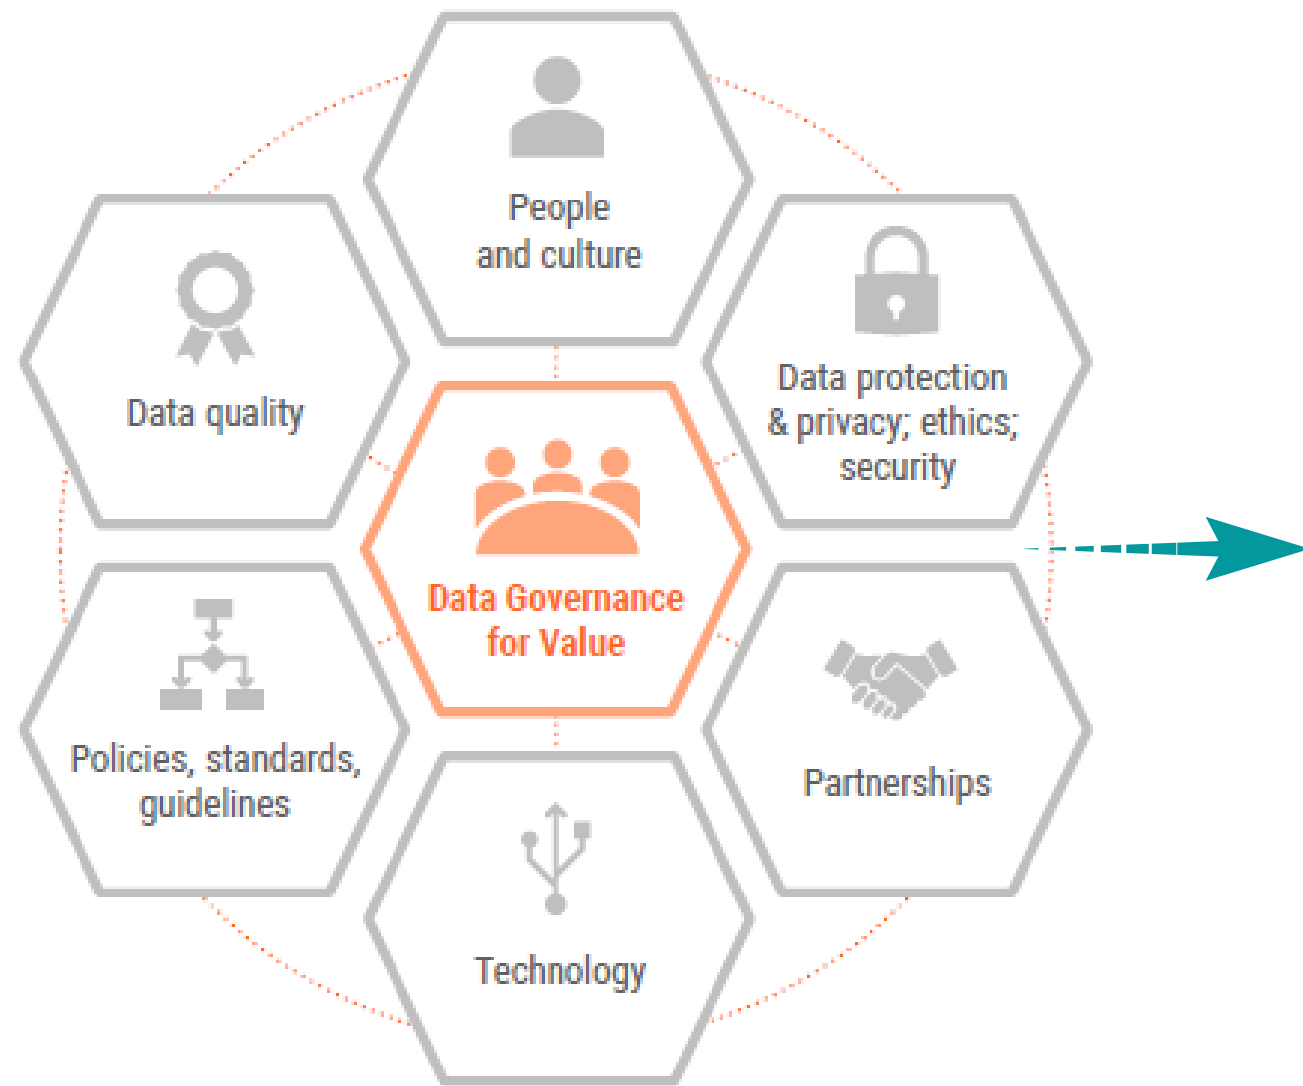 People
and culture
Data quality
Data protection
& privacy; ethics;
security
Data Governance
for Value
Policies, standards,
guidelines
Partnerships
Technology